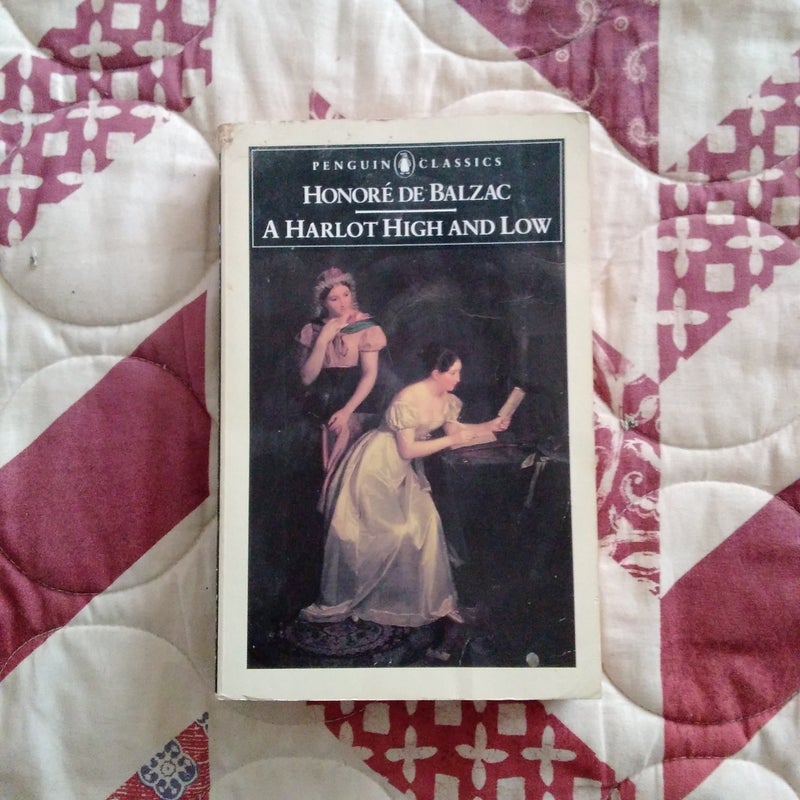 PENGUIN CLASSICS
HONORÉ DE BALZAC
A HARLOT HIGH AND LOW